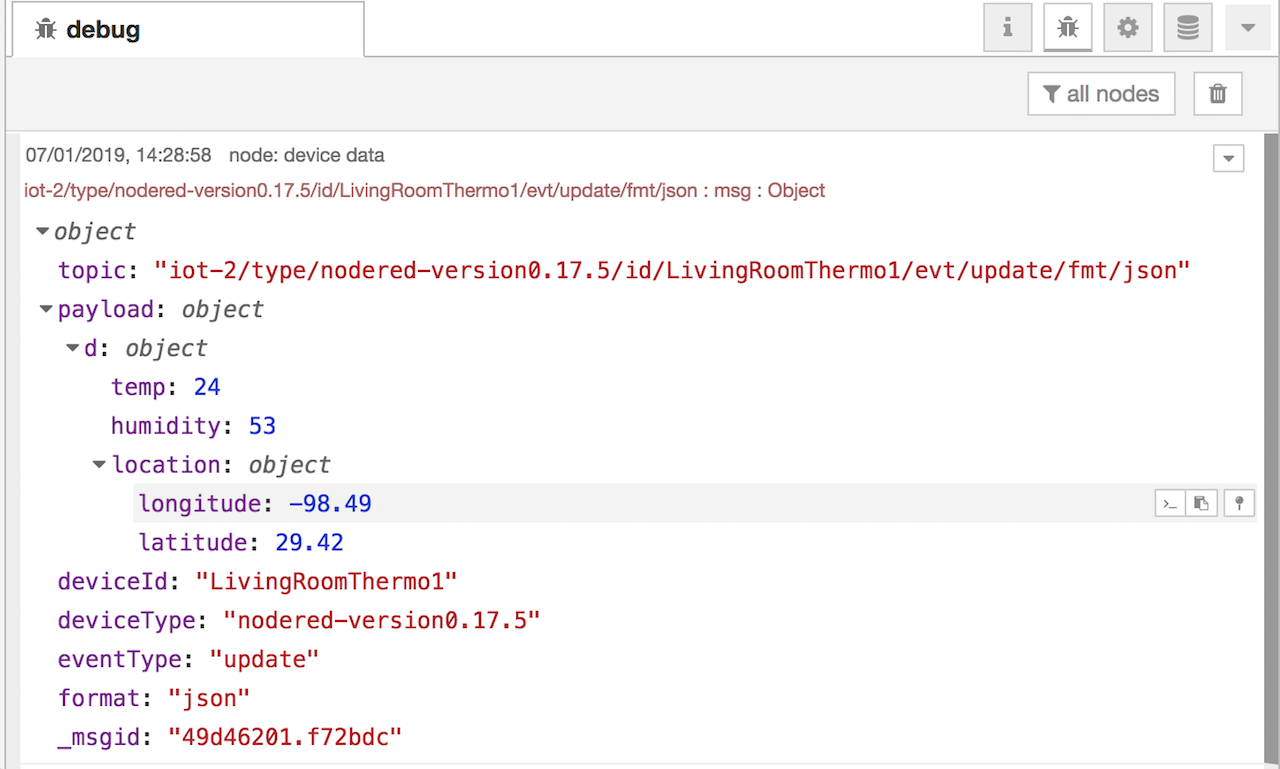 debug
all nodes
07/01/2019, 14:28:58 node: device data
iot-2/type/nodered-version0.17.5/id/LivingRoomThermo1/evt/update/fmt/json : msg : Object
object
topic: "iot-2/type/nodered-version0.17.5/id/LivingRoomThermo1/evt/update/fmt/json"
payload: object
d: object
temp: 24
humidity: 53
location: object
longitude: -98.49
latitude: 29.42
deviceId: "LivingRoomThermo1"
deviceType: "nodered-version0.17.5"
eventType: "update"
format: "json"
_msgid: "49d46201.f72bdc"